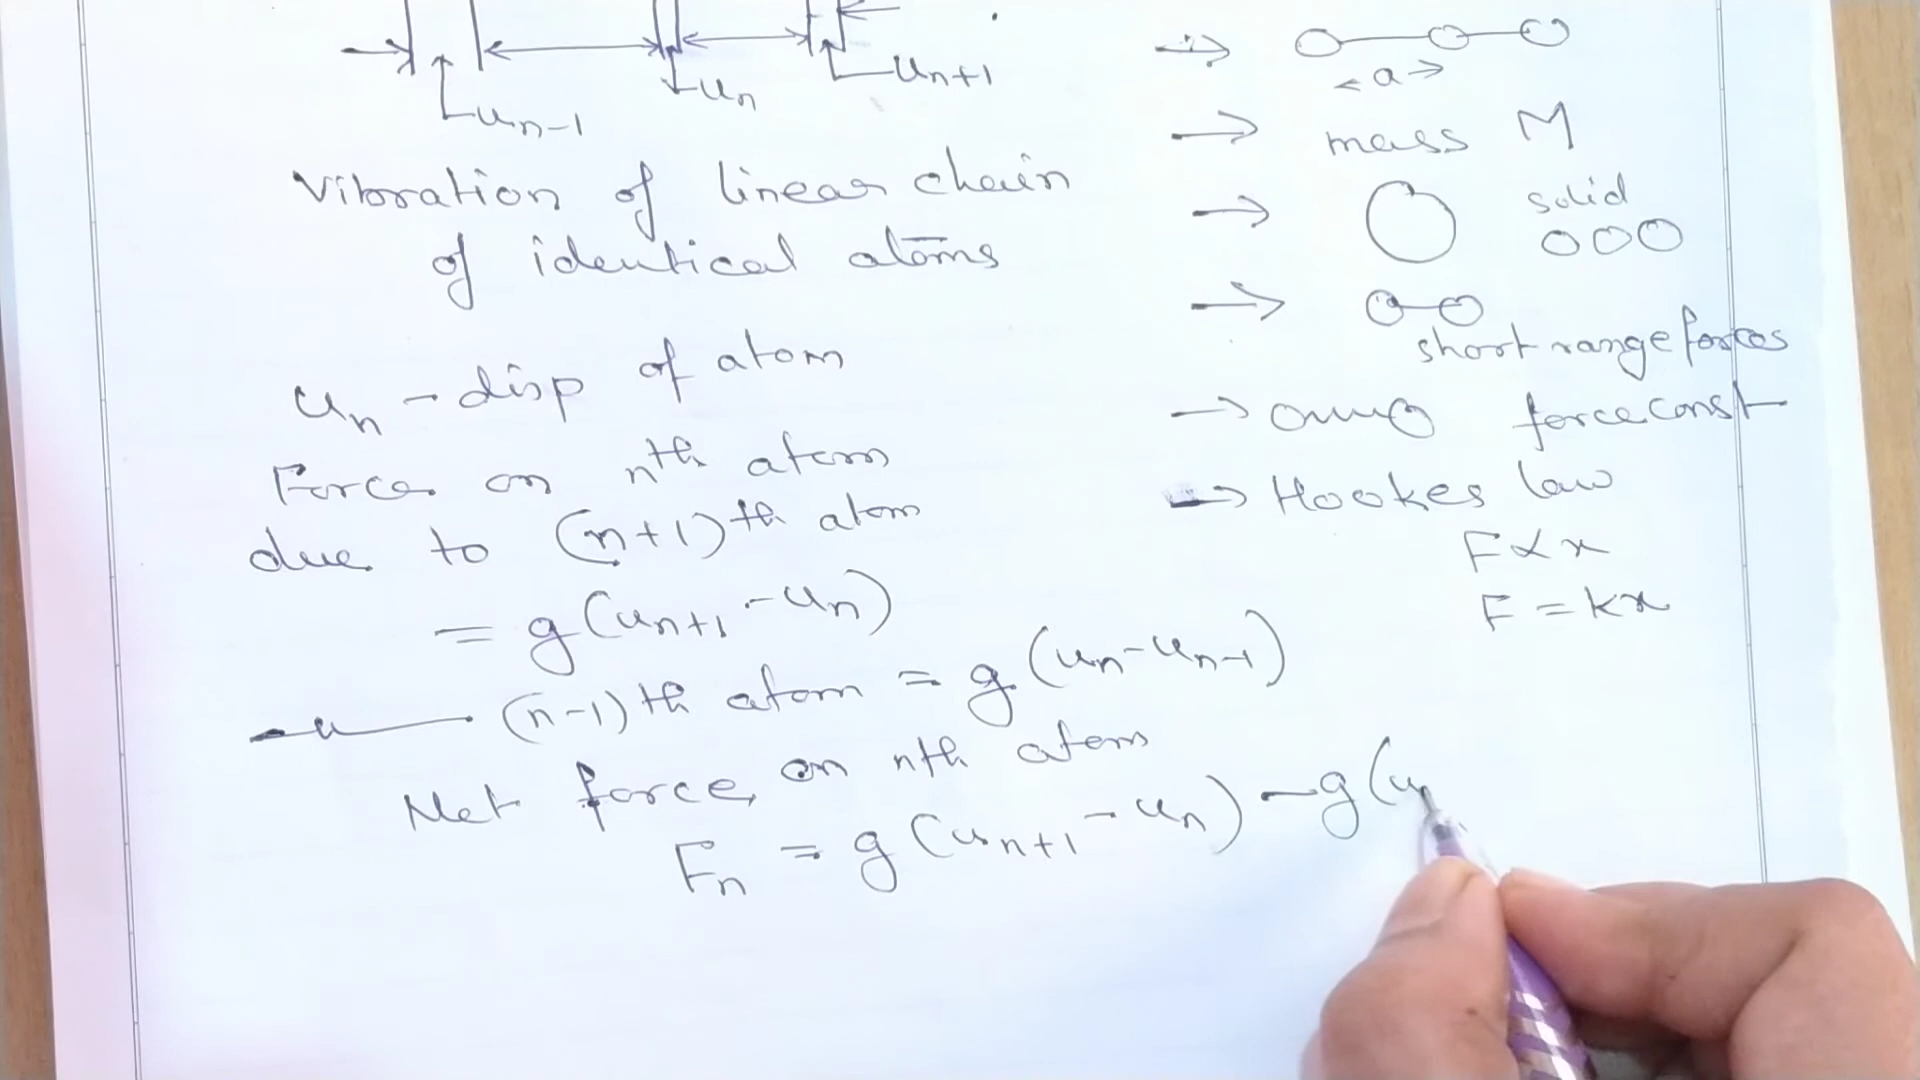 u_{n-1} u_n u_{n+1}
Vibration of linear chain
of identical atoms
u_n - disp of atom
Force on n^{th} atom
due to (n+1)^{th} atom
= g(u_{n+1} - u_n)
— u — (n-1)th atom = g(u_n - u_{n-1})
Net force on nth atom
F_n = g(u_{n+1} - u_n) - g(u_n
→ <a>
→ mass M
→ solid
→ short range forces
→ force const
→ Hookes law
F ∝ x
F = kx